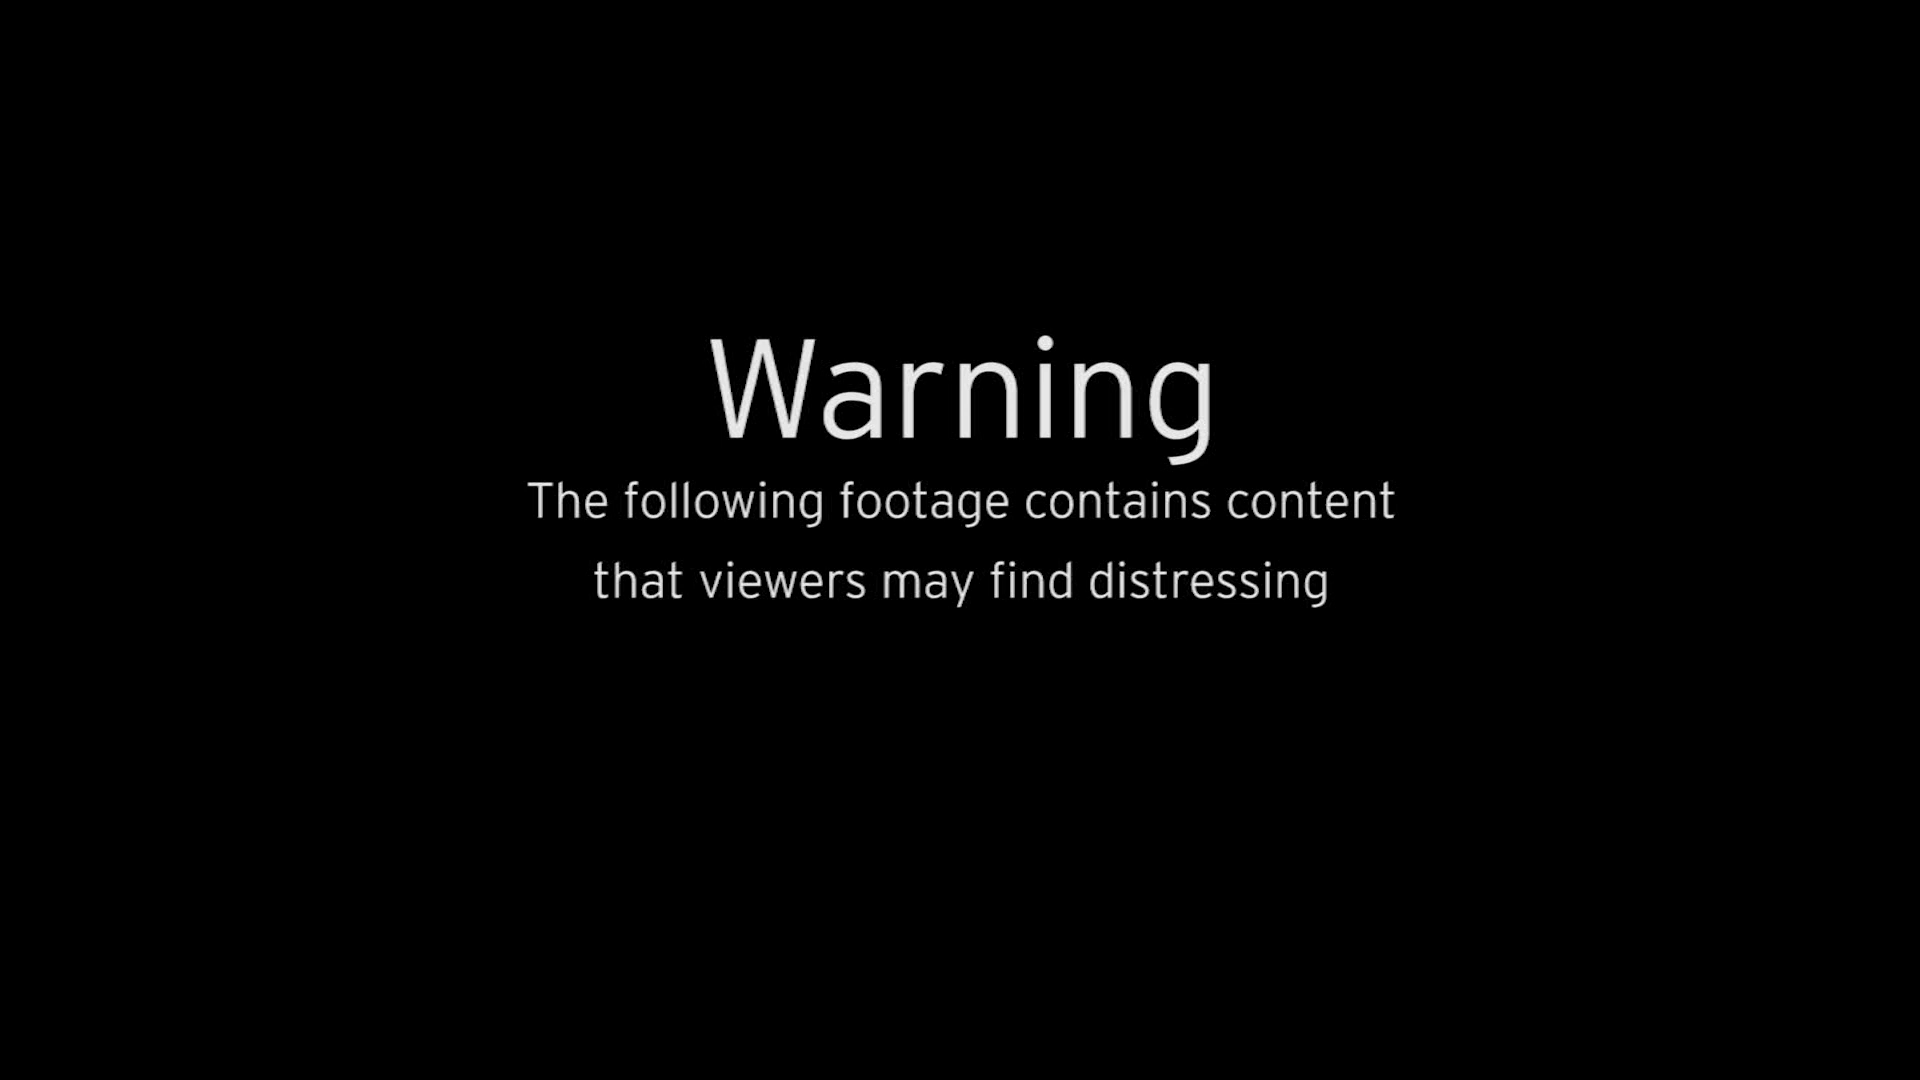 Warning
The following footage contains content
that viewers may find distressing